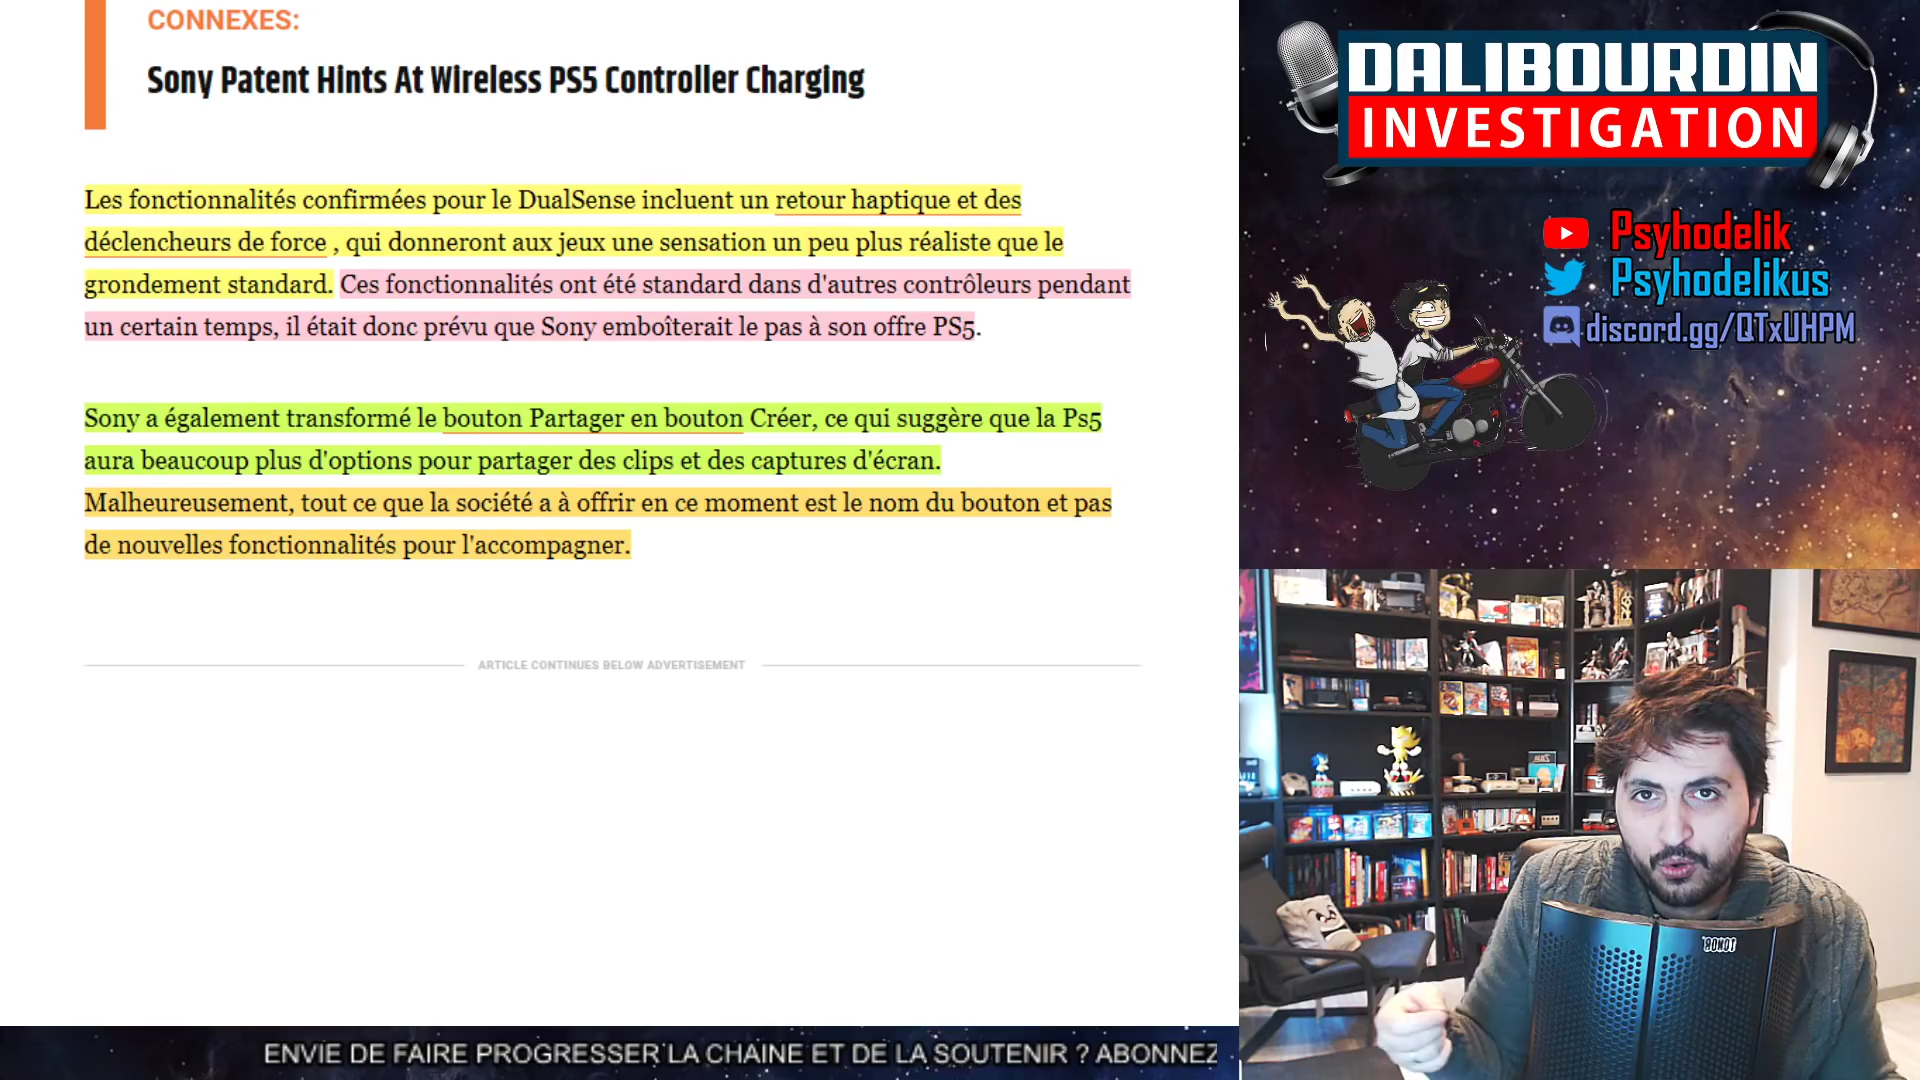 CONNEXES:
Sony Patent Hints At Wireless PS5 Controller Charging
Les fonctionnalités confirmées pour le DualSense incluent un retour haptique et des
déclencheurs de force , qui donneront aux jeux une sensation un peu plus réaliste que le
grondement standard. Ces fonctionnalités ont été standard dans d'autres contrôleurs pendant
un certain temps, il était donc prévu que Sony emboîterait le pas à son offre PS5.
Sony a également transformé le bouton Partager en bouton Créer, ce qui suggère que la Ps5
aura beaucoup plus d'options pour partager des clips et des captures d'écran.
Malheureusement, tout ce que la société a à offrir en ce moment est le nom du bouton et pas
de nouvelles fonctionnalités pour l'accompagner.
ARTICLE CONTINUES BELOW ADVERTISEMENT
ENVIE DE FAIRE PROGRESSER LA CHAINE ET DE LA SOUTENIR ? ABONNEZ
DALIBOURDIN
INVESTIGATION
Psyhodelik
Psyhodelikus
discord.gg/QTxUHPM